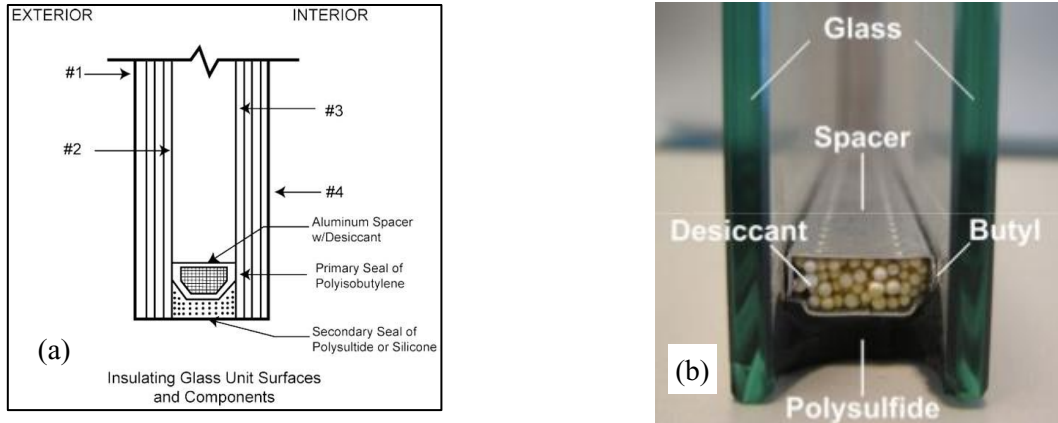 EXTERIOR INTERIOR
#1
#3
#2
#4
Aluminum Spacer
w/Desiccant
Primary Seal of
Polyisobutylene
Secondary Seal of
Polysultide or Silicone
(a)
Insulating Glass Unit Surfaces
and Components
Glass
Spacer
Desiccant Butyl
(b)
Polysulfide